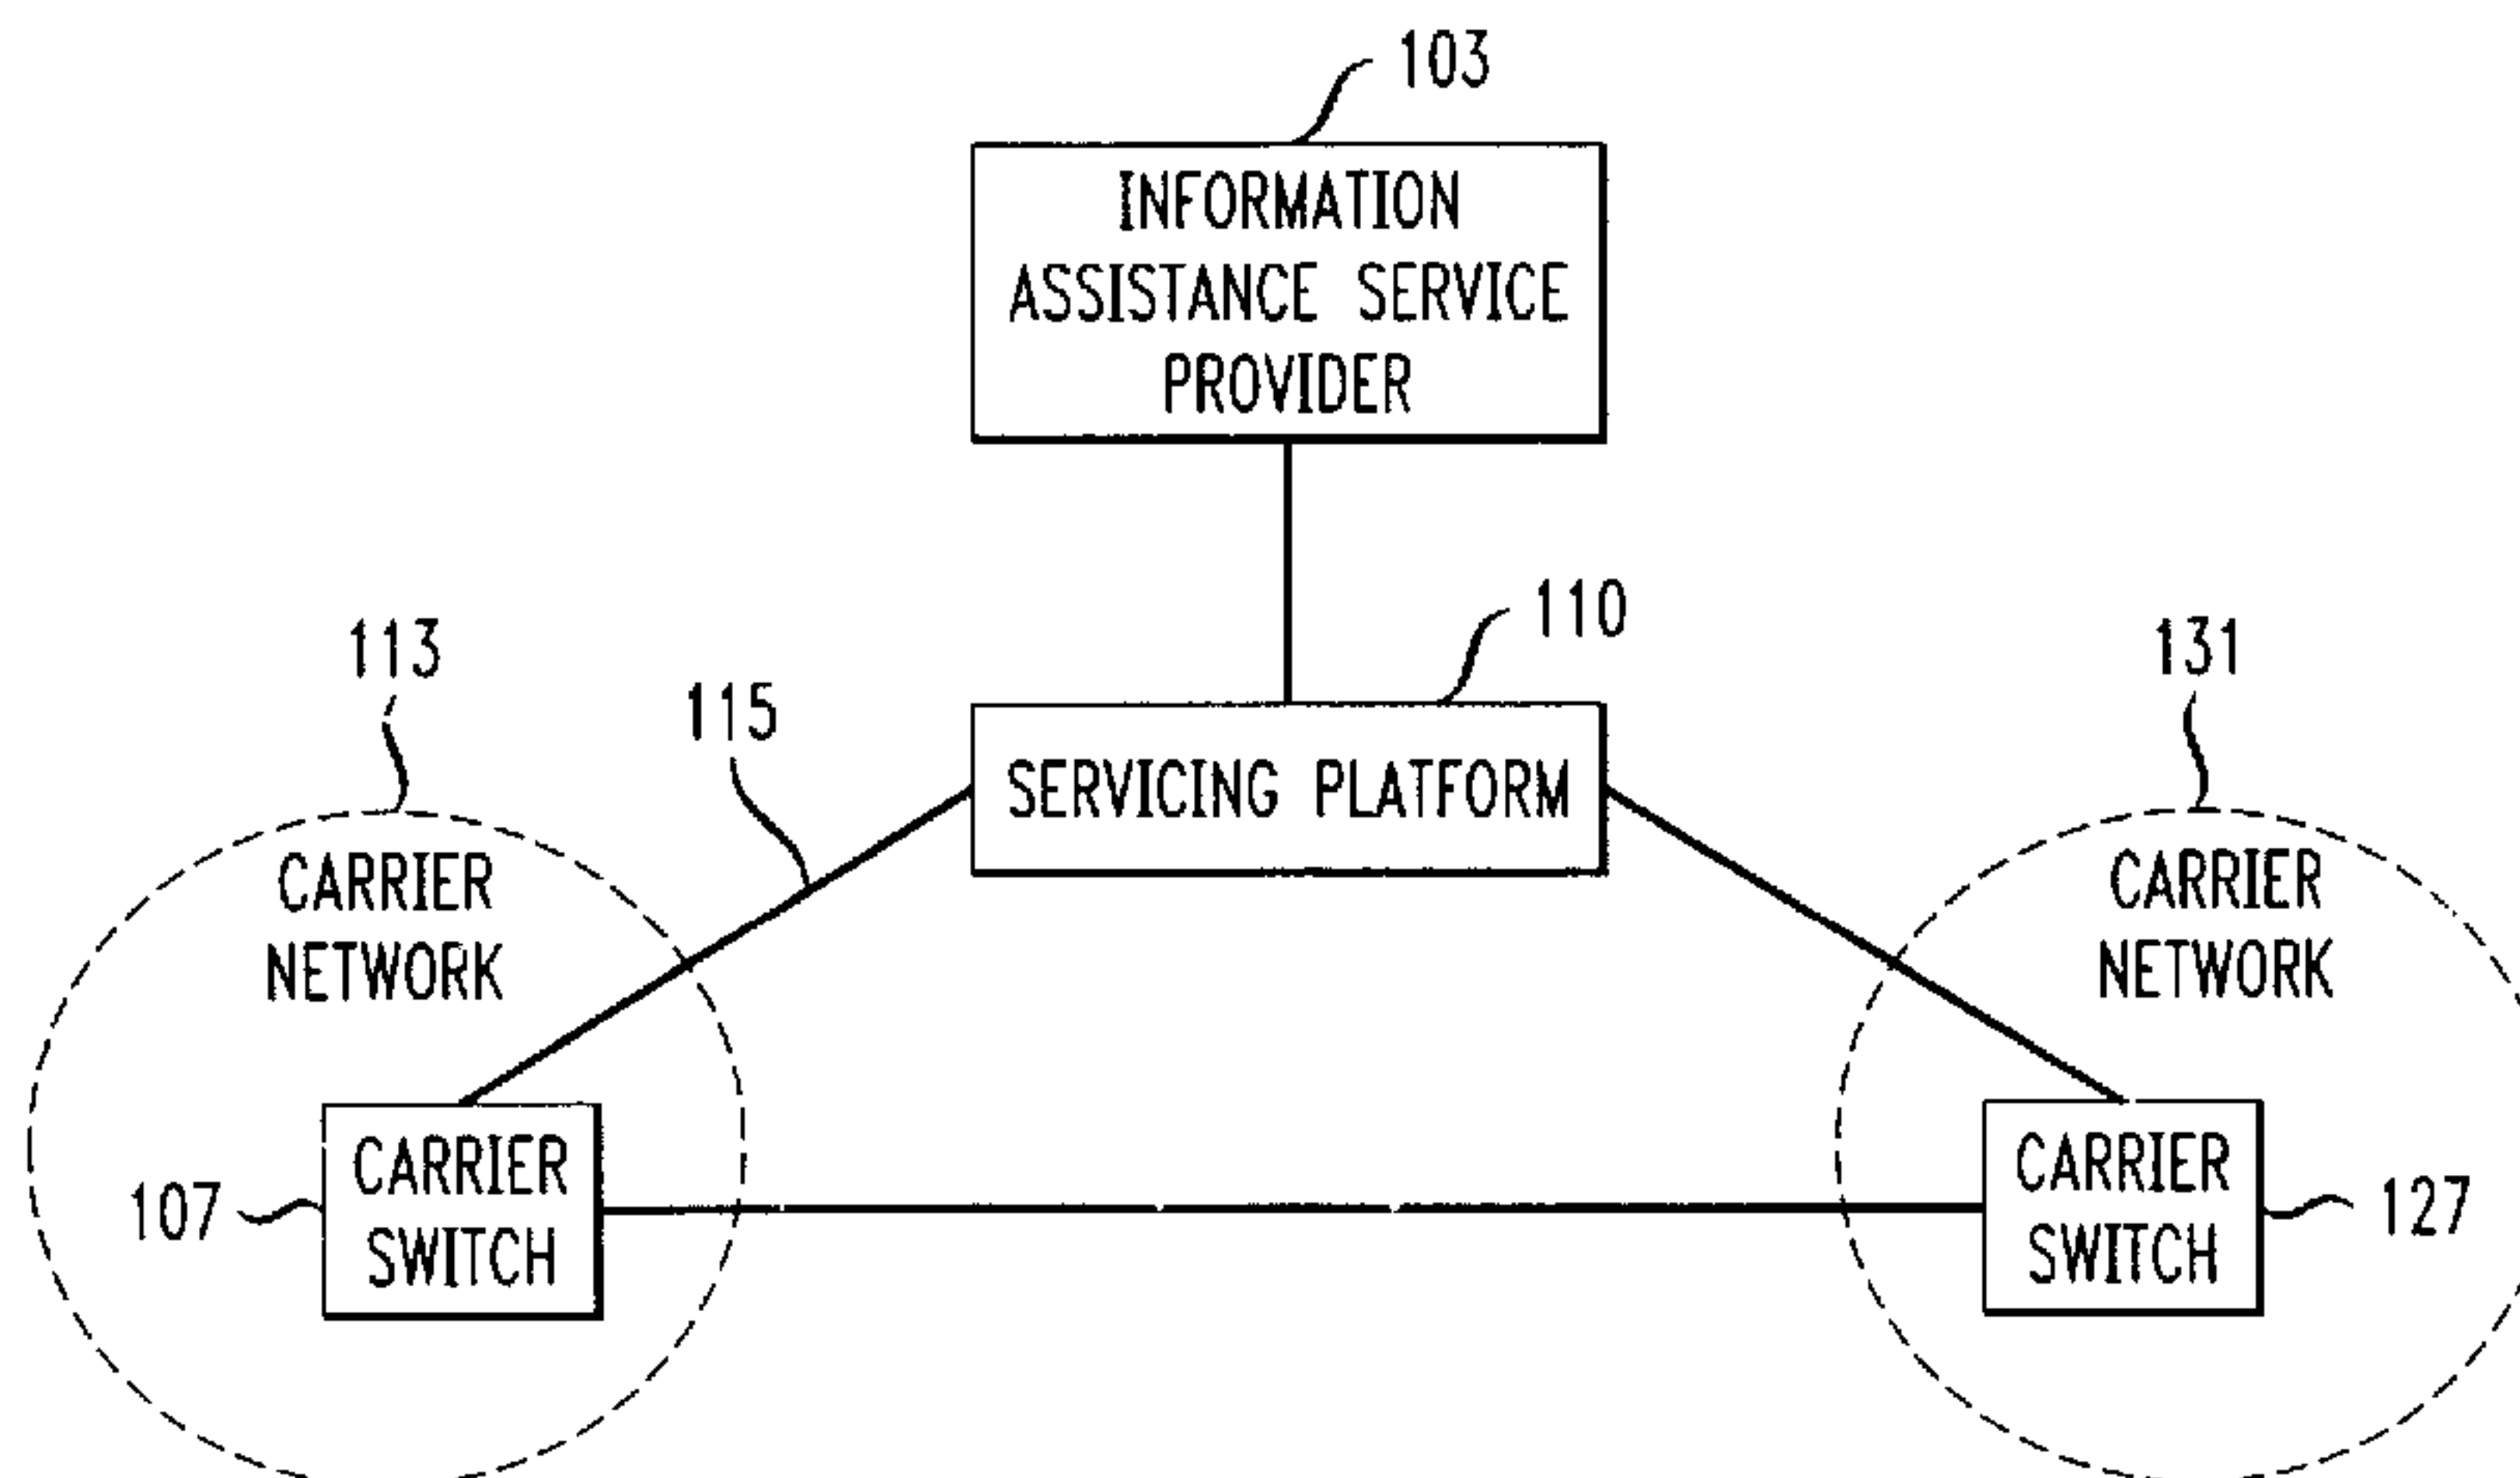 103
INFORMATION
ASSISTANCE SERVICE
PROVIDER
110
SERVICING PLATFORM
113
115
131
CARRIER
NETWORK
CARRIER
NETWORK
107
CARRIER
SWITCH
CARRIER
SWITCH
127